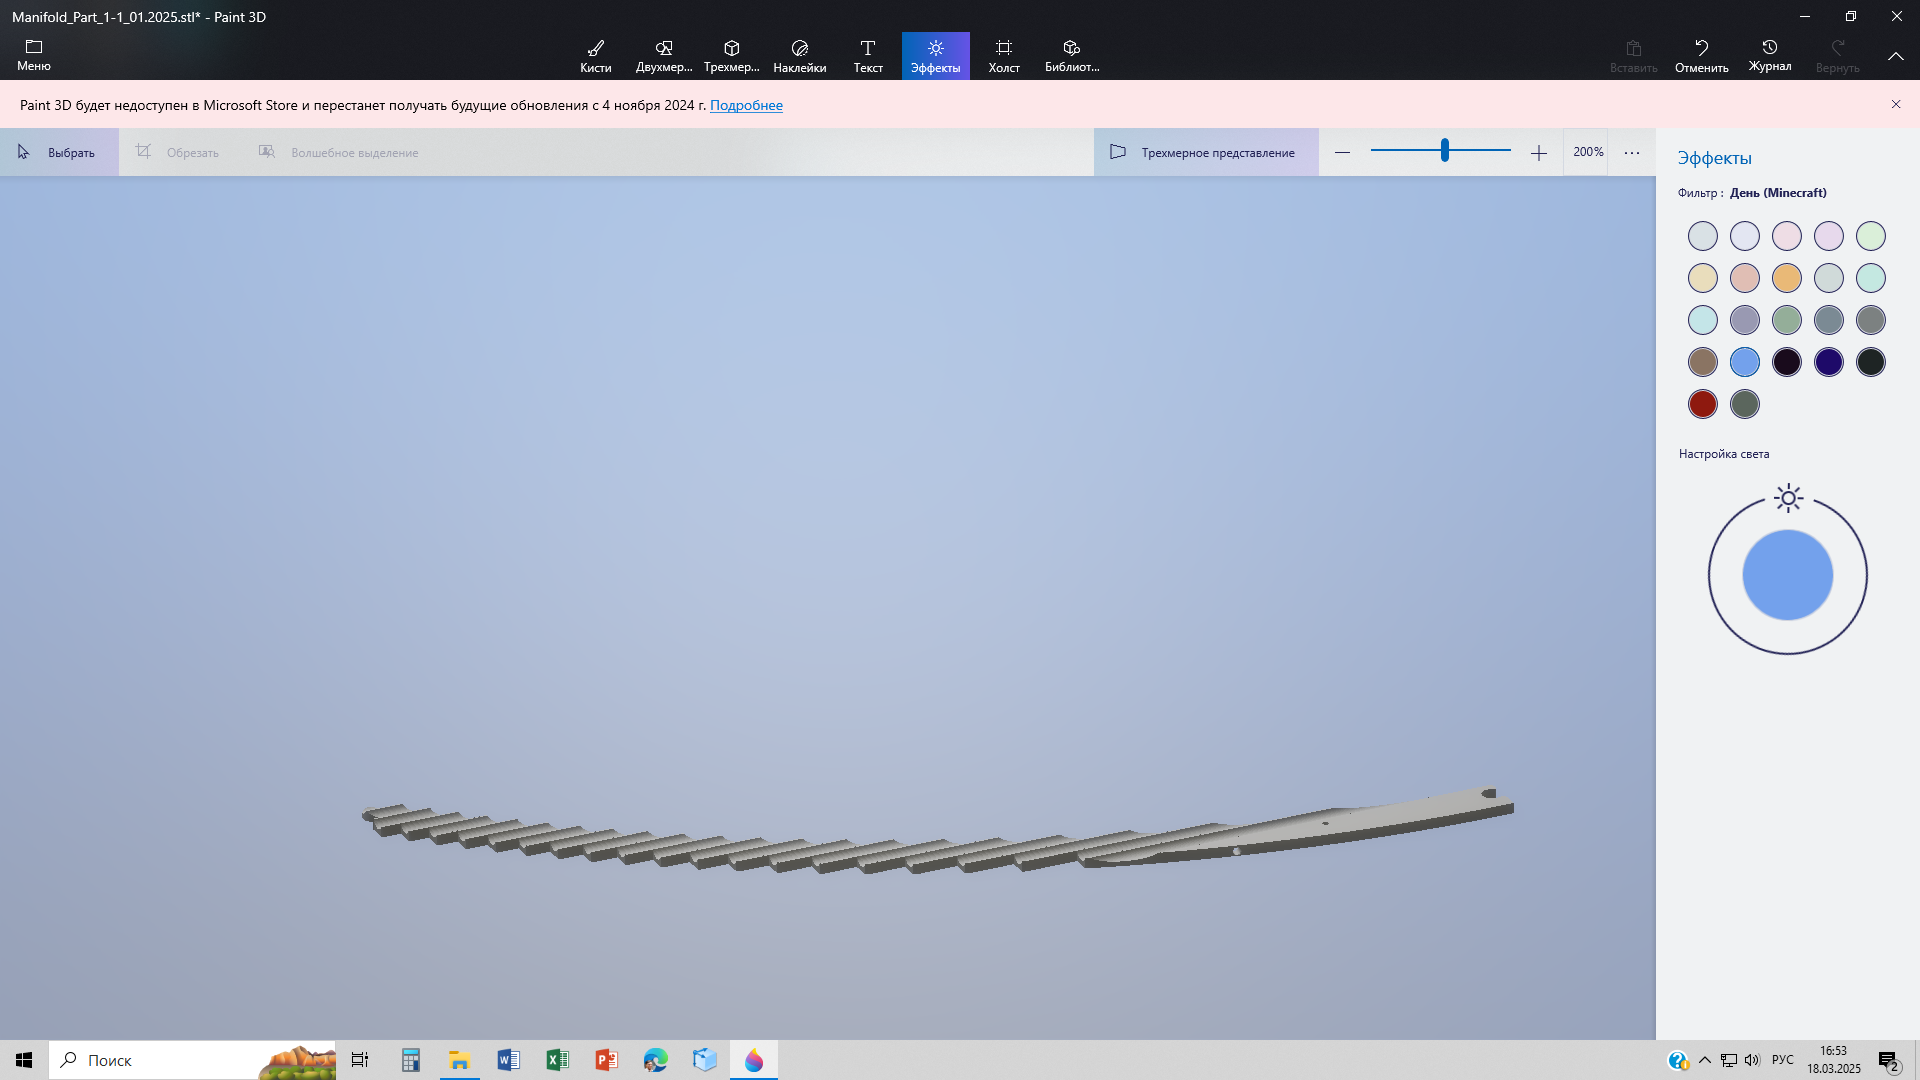 Manifold_Part_1-1_01.2025.stl* - Paint 3D
Меню
Кисти
Двухмер...
Трехмер...
Наклейки
Текст
Эффекты
Холст
Библиот...
Вставить
Отменить
Журнал
Вернуть
Paint 3D будет недоступен в Microsoft Store и перестанет получать будущие обновления с 4 ноября 2024 г. Подробнее
Выбрать
Обрезать
Волшебное выделение
Трехмерное представление
200%
Эффекты
Фильтр : День (Minecraft)
Настройка света
Поиск
РУС
16:53
18.03.2025
2